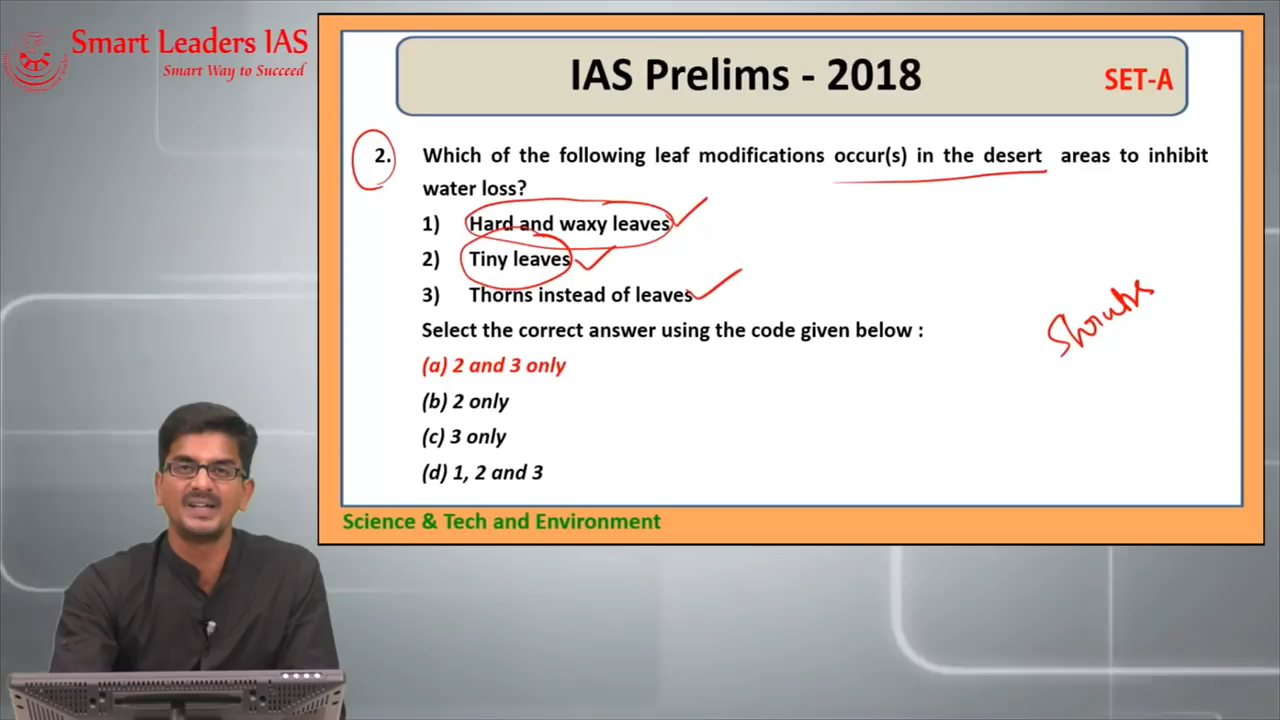 Smart Leaders IAS
Smart Way to Succeed
IAS Prelims - 2018
SET-A
2. Which of the following leaf modifications occur(s) in the desert areas to inhibit
water loss?
1) Hard and waxy leaves
2) Tiny leaves
3) Thorns instead of leaves
Select the correct answer using the code given below :
(a) 2 and 3 only
(b) 2 only
(c) 3 only
(d) 1, 2 and 3
Shrubs
Science & Tech and Environment